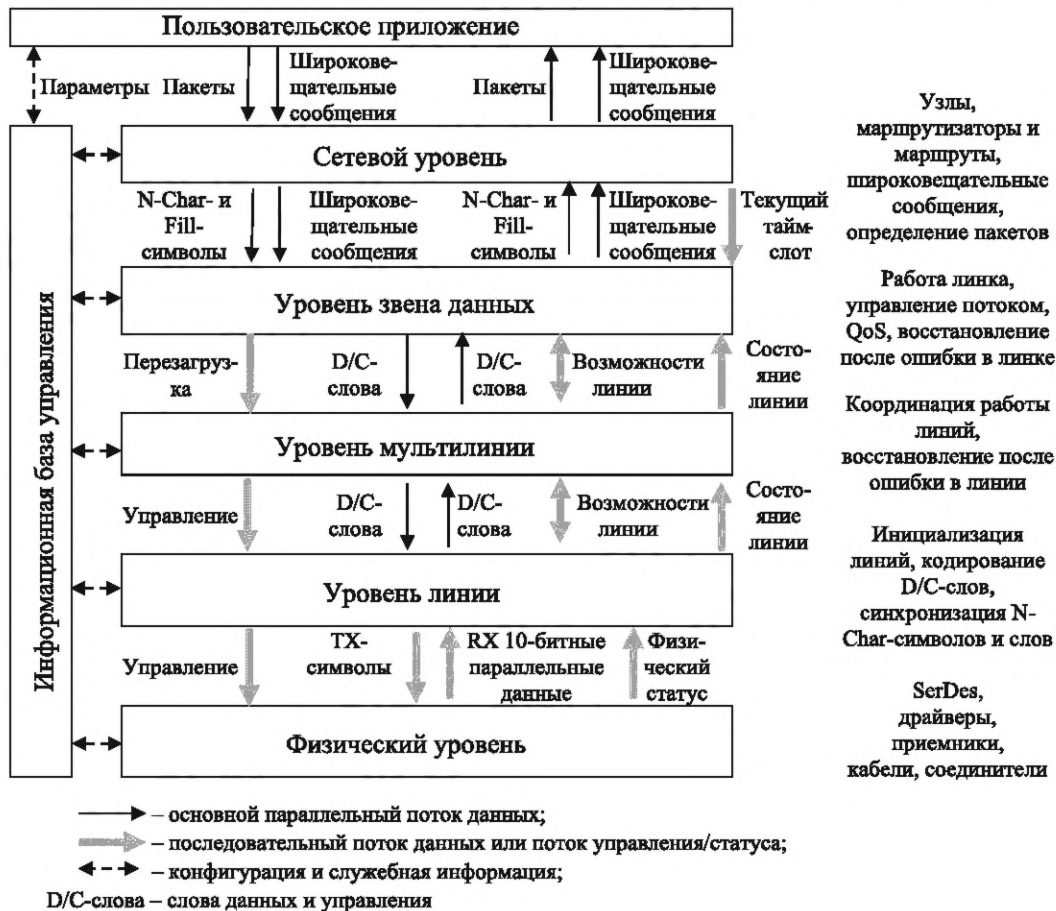 Пользовательское приложение
Параметры
Пакеты
Широкове-
щательные
сообщения
Пакеты
Широкове-
щательные
сообщения
Информационная база управления
Сетевой уровень
Узлы,
маршрутизаторы и
маршруты,
широковещательные
сообщения,
определение пакетов
N-Char- и
Fill-
символы
Широкове-
щательные
сообщения
N-Char- и
Fill-
символы
Широкове-
щательные
сообщения
Текущий
тайм-
слот
Уровень звена данных
Работа линка,
управление потоком,
QoS, восстановление
после ошибки в линке
Перезагруз-
ка
D/C-
слова
D/C-
слова
Возможности
линии
Состо-
яние
линии
Уровень мультилинии
Координация работы
линий,
восстановление после
ошибки в линии
Управление
D/C-
слова
D/C-
слова
Возможности
линии
Состо-
яние
линии
Уровень линии
Инициализация
линий, кодирование
D/C-слов,
синхронизация N-
Char-символов и слов
Управление
TX-
символы
RX 10-битные
параллельные
данные
Физи-
ческий
статус
Физический уровень
SerDes,
драйверы,
приемники,
кабели, соединители
– основной параллельный поток данных;
– последовательный поток данных или поток управления/статуса;
– конфигурация и служебная информация;
D/C-слова – слова данных и управления